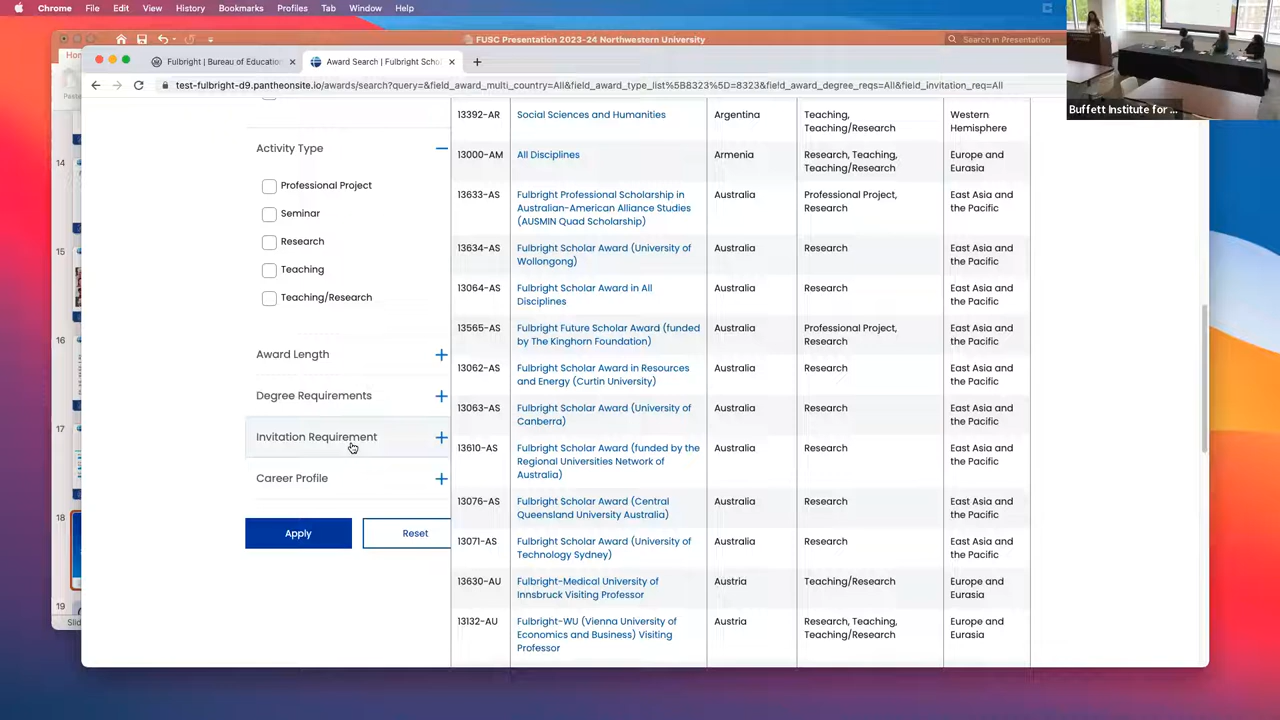 Chrome File Edit View History Bookmarks Profiles Tab Window Help
FUSC Presentation 2023-24 Northwestern University
Search in Presentation
Fulbright | Bureau of Educatio
Award Search | Fulbright Scho
test-fulbright-d9.pantheonsite.io/awards/search?query=&field_award_multi_country=All&field_award_type_list%5B8323%5D=8323&field_award_degree_reqs=All&field_invitation_req=All
Buffett Institute for ...
14
15
16
17
18
19
Activity Type
Professional Project
Seminar
Research
Teaching
Teaching/Research
Award Length
Degree Requirements
Invitation Requirement
Career Profile
Apply
Reset
13392-AR Social Sciences and Humanities Argentina Teaching, Western
Teaching/Research Hemisphere
13000-AM All Disciplines Armenia Research, Teaching, Europe and
Teaching/Research Eurasia
13633-AS Fulbright Professional Scholarship in Australia Professional Project, East Asia and
Australian-American Alliance Studies Research the Pacific
(AUSMIN Quad Scholarship)
13634-AS Fulbright Scholar Award (University of Australia Research East Asia and
Wollongong) the Pacific
13064-AS Fulbright Scholar Award in All Australia Research East Asia and
Disciplines the Pacific
13565-AS Fulbright Future Scholar Award (funded Australia Professional Project, East Asia and
by The Kinghorn Foundation) Research the Pacific
13062-AS Fulbright Scholar Award in Resources Australia Research East Asia and
and Energy (Curtin University) the Pacific
13063-AS Fulbright Scholar Award (University of Australia Research East Asia and
Canberra) the Pacific
13610-AS Fulbright Scholar Award (funded by the Australia Research East Asia and
Regional Universities Network of the Pacific
Australia)
13076-AS Fulbright Scholar Award (Central Australia Research East Asia and
Queensland University Australia) the Pacific
13071-AS Fulbright Scholar Award (University of Australia Research East Asia and
Technology Sydney) the Pacific
13630-AU Fulbright-Medical University of Austria Teaching/Research Europe and
Innsbruck Visiting Professor Eurasia
13132-AU Fulbright-WU (Vienna University of Austria Research, Teaching, Europe and
Economics and Business) Visiting Teaching/Research Eurasia
Professor